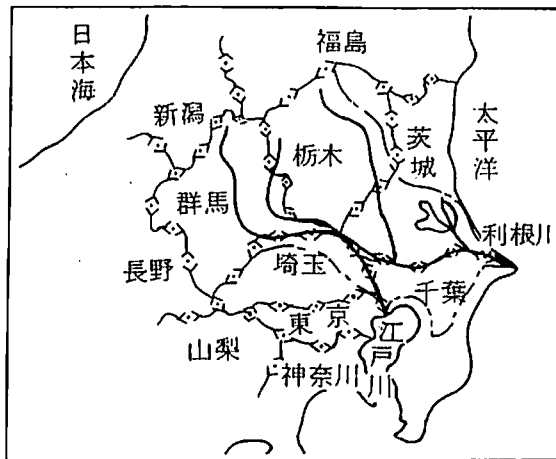 日本海
福島
新潟
栃木
茨城
太平洋
群馬
利根川
長野
埼玉
千葉
東京
江戸川
山梨
神奈川